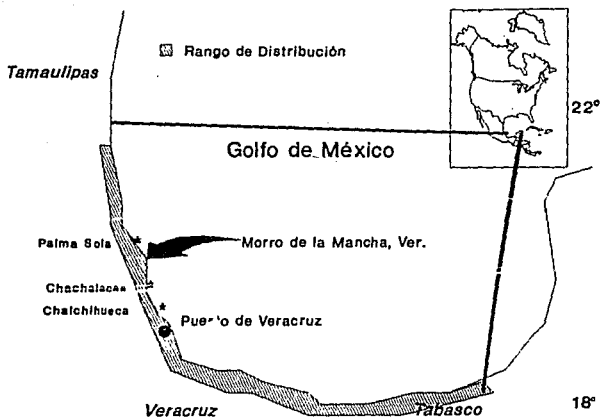 Rango de Distribución
Tamaulipas
22°
Golfo de México
Palma Sola
Morro de la Mancha, Ver.
Chachalacas
Chalchihueca
Puerto de Veracruz
18°
Veracruz
Tabasco